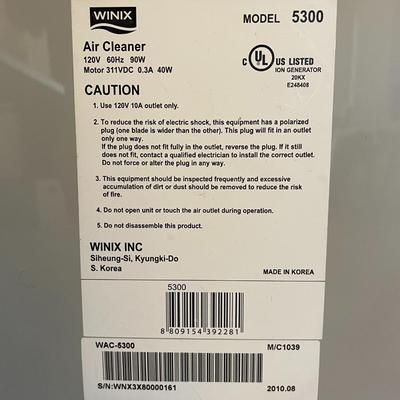 WINIX
MODEL 5300
Air Cleaner
120V 60Hz 90W
Motor 311VDC 0.3A 40W
C UL US LISTED
ION GENERATOR
20KX
E248408
CAUTION
1. Use 120V 10A outlet only.
2. To reduce the risk of electric shock, this equipment has a polarized
plug (one blade is wider than the other). This plug will fit in an outlet
only one way.
If the plug does not fit fully in the outlet, reverse the plug. If it still
does not fit, contact a qualified electrician to install the correct outlet.
Do not force or alter the plug in any way.
3. This equipment should be inspected frequently and excessive
accumulation of dirt or dust should be removed to reduce the risk
of fire.
4. Do not open unit or touch the air outlet during operation.
5. Do not disassemble this product.
WINIX INC
Siheung-Si, Kyungki-Do
S. Korea
MADE IN KOREA
5300
8 809154 392281
WAC-5300
M/C1039
S/N:WNX3X80000161
2010.08